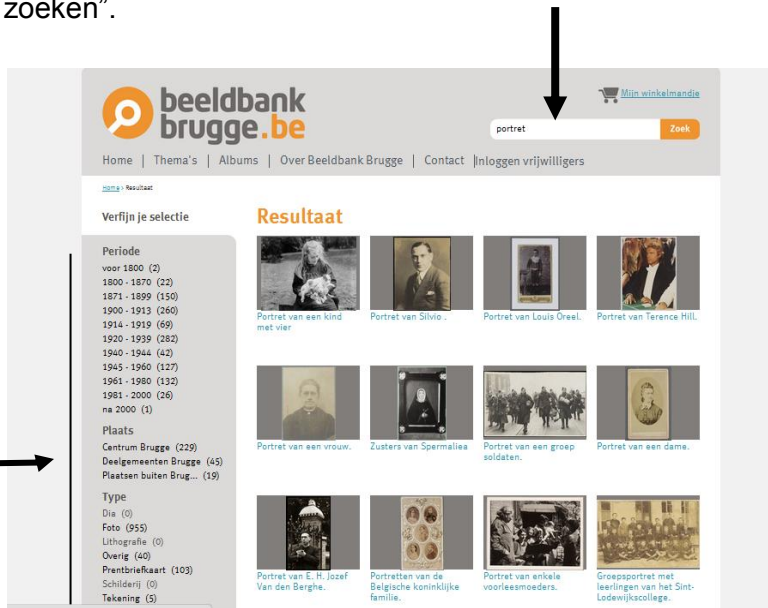 zoeken”.
beeldbank
brugge.be
Mijn winkelmandje
portret
Zoek
Home | Thema's | Albums | Over Beeldbank Brugge | Contact |Inloggen vrijwilligers
Home › Resultaat
Verfijn je selectie
Periode
voor 1800 (2)
1800 - 1870 (22)
1871 - 1899 (150)
1900 - 1913 (260)
1914 - 1919 (69)
1920 - 1939 (282)
1940 - 1944 (42)
1945 - 1960 (127)
1961 - 1980 (132)
1981 - 2000 (26)
na 2000 (1)
Plaats
Centrum Brugge (229)
Deelgemeenten Brugge (45)
Plaatsen buiten Brug... (19)
Type
Dia (0)
Foto (955)
Lithografie (0)
Overig (40)
Prentbriefkaart (103)
Schilderij (0)
Tekening (5)
Resultaat
Portret van een kind
met vier
Portret van Silvio .
Portret van Louis Oreel.
Portret van Terence Hill.
Portret van een vrouw.
Zusters van Spermaliea
Portret van een groep
soldaten.
Portret van een dame.
Portret van E. H. Jozef
Van den Berghe.
Portretten van de
Belgische koninklijke
familie.
Portret van enkele
voorleesmoeders.
Groepsportret met
leerlingen van het Sint-
Lodewijkscollege.